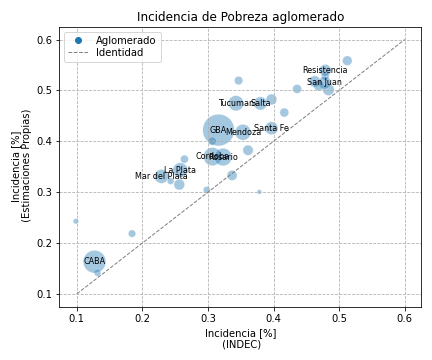 Incidencia de Pobreza aglomerado
Aglomerado
Identidad
0.6
0.5
0.4
0.3
0.2
0.1
Incidencia [%]
(Estimaciones Propias)
Resistencia
San Juan
Tucuman
Salta
GBA
Mendoza
Santa Fe
Cordoba
Rosario
La Plata
Mar del Plata
CABA
0.1
0.2
0.3
0.4
0.5
0.6
Incidencia [%]
(INDEC)